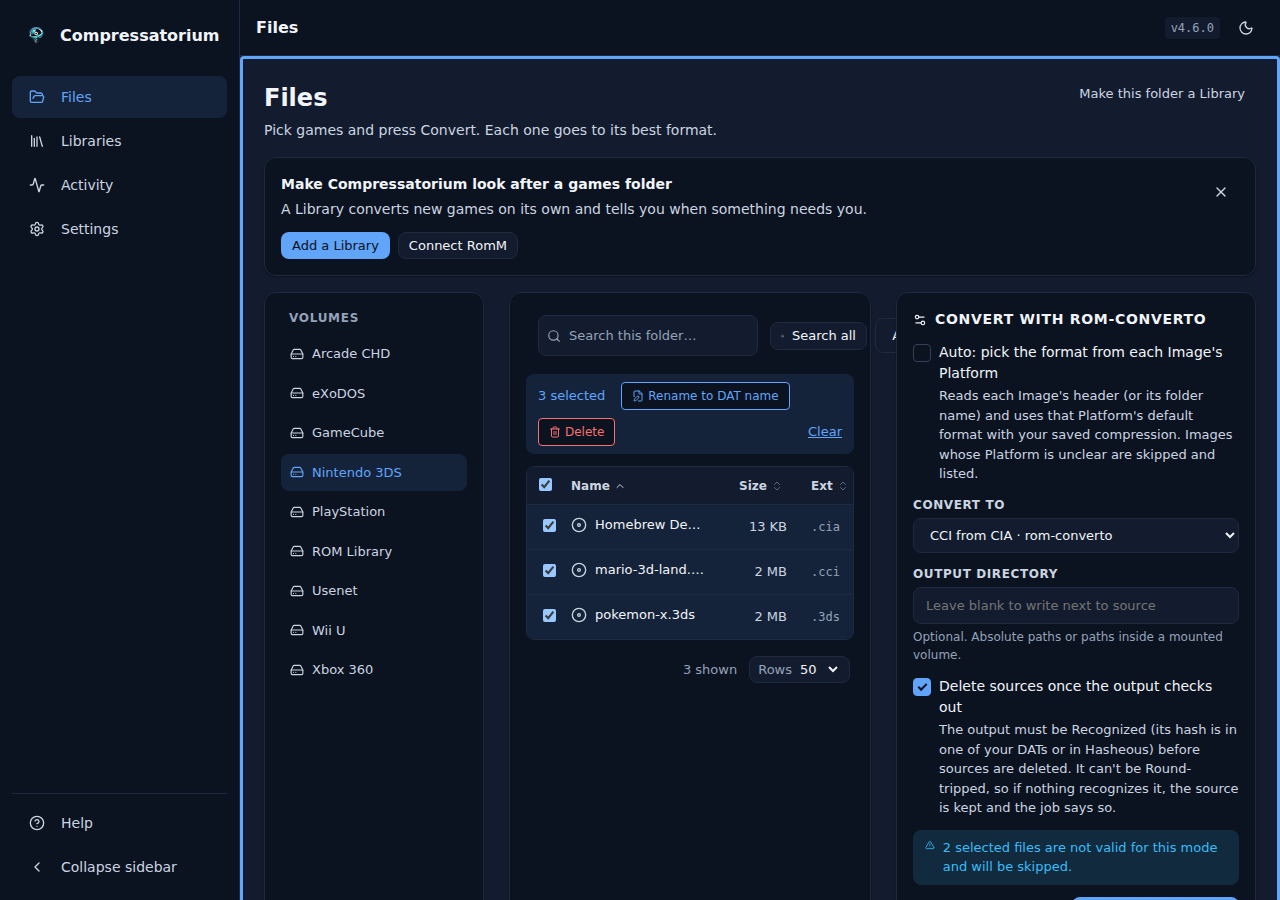 Compressatorium
Files
Libraries
Activity
Settings
Help
Collapse sidebar
Files
v4.6.0
Files
Make this folder a Library
Pick games and press Convert. Each one goes to its best format.
Make Compressatorium look after a games folder
A Library converts new games on its own and tells you when something needs you.
Add a Library
Connect RomM
VOLUMES
Arcade CHD
eXoDOS
GameCube
Nintendo 3DS
PlayStation
ROM Library
Usenet
Wii U
Xbox 360
Search this folder…
Search all
3 selected
Rename to DAT name
Delete
Clear
Name Size Ext
Homebrew De… 13 KB .cia
mario-3d-land.… 2 MB .cci
pokemon-x.3ds 2 MB .3ds
3 shown Rows 50
CONVERT WITH ROM-CONVERTO
Auto: pick the format from each Image's
Platform
Reads each Image's header (or its folder
name) and uses that Platform's default
format with your saved compression. Images
whose Platform is unclear are skipped and
listed.
CONVERT TO
CCI from CIA · rom-converto
OUTPUT DIRECTORY
Leave blank to write next to source
Optional. Absolute paths or paths inside a mounted
volume.
Delete sources once the output checks
out
The output must be Recognized (its hash is in
one of your DATs or in Hasheous) before
sources are deleted. It can't be Round-
tripped, so if nothing recognizes it, the source
is kept and the job says so.
2 selected files are not valid for this mode
and will be skipped.